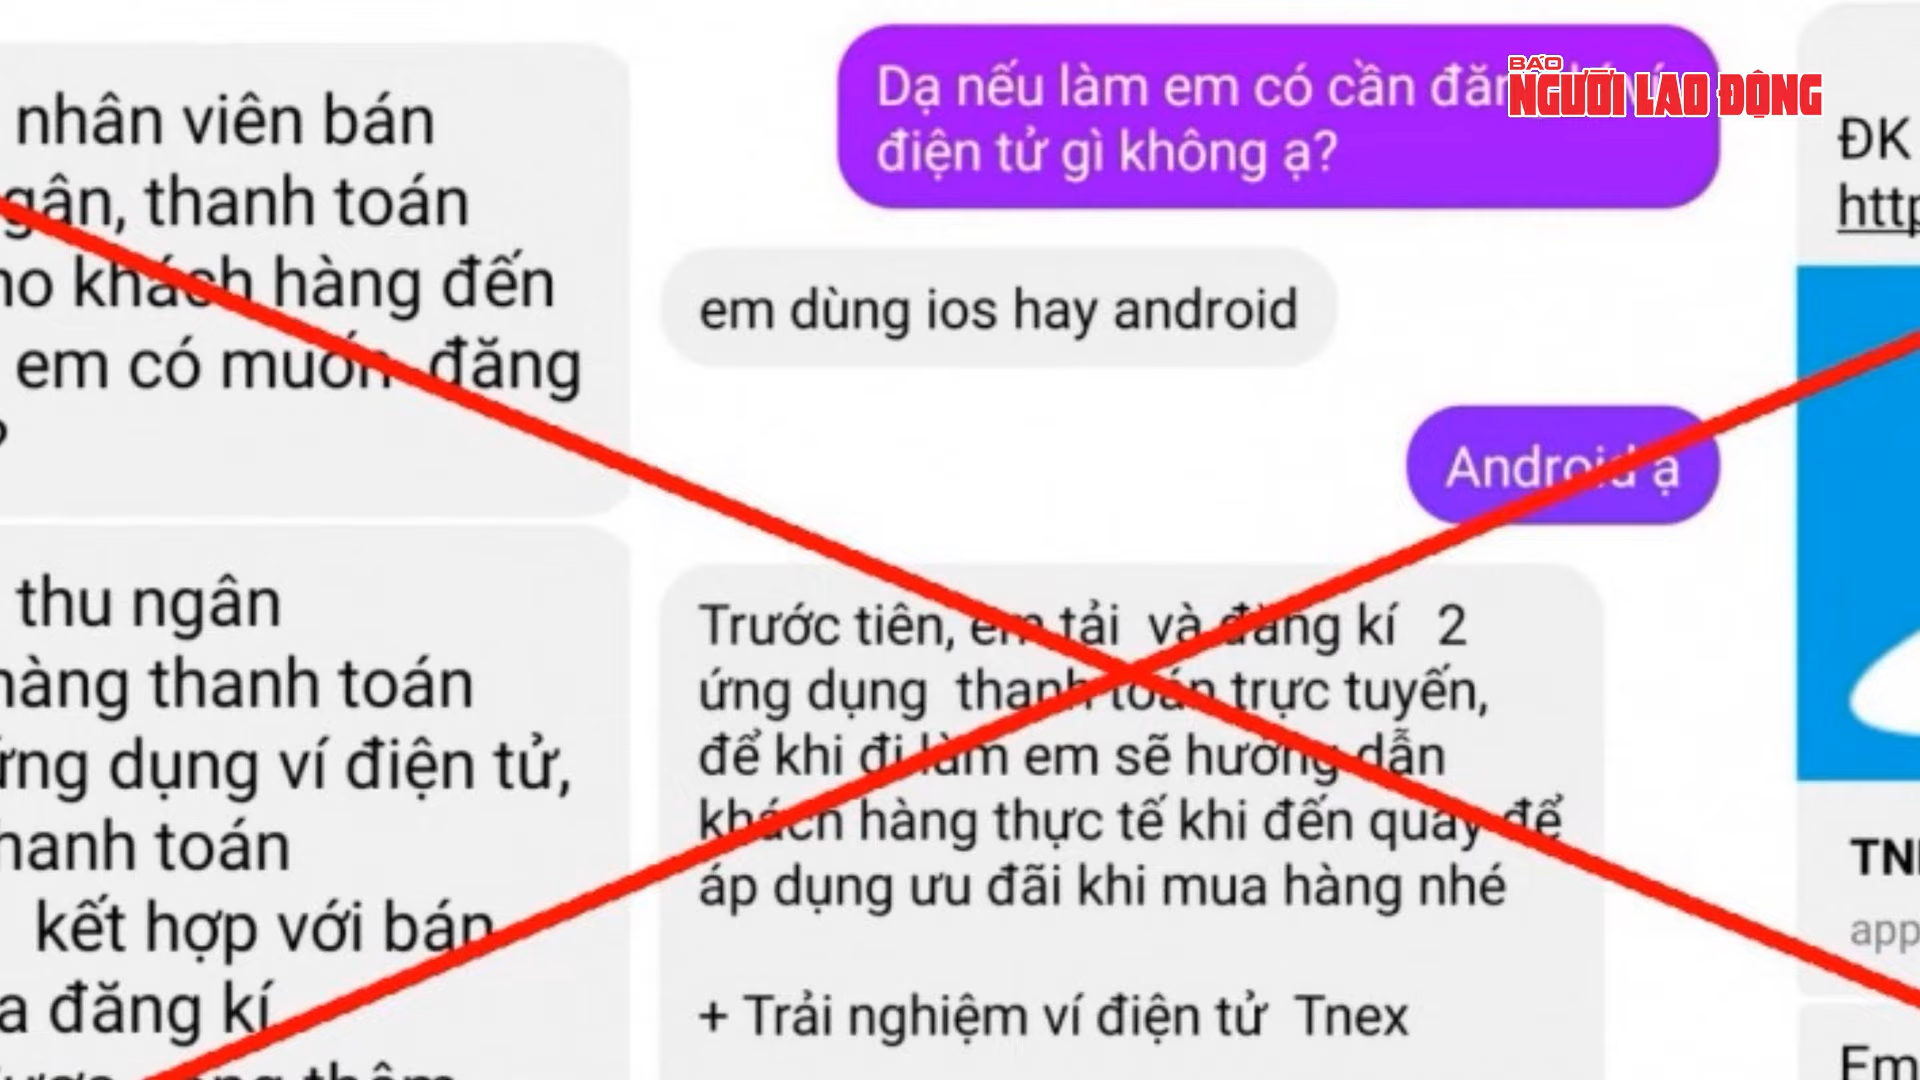 nhân viên bán
gân, thanh toán
ho khách hàng đến
em có muốn đăng
?
thu ngân
hàng thanh toán
ứng dụng ví điện tử,
thanh toán
kết hợp với bán
a đăng kí
thêm
Dạ nếu làm em có cần đăng
điện tử gì không ạ?
em dùng ios hay android
Android ạ
Trước tiên, em tải và đăng kí 2
ứng dụng thanh toán trực tuyến,
để khi đi làm em sẽ hướng dẫn
khách hàng thực tế khi đến quầy để
áp dụng ưu đãi khi mua hàng nhé
+ Trải nghiệm ví điện tử Tnex
BÁO
NGƯỜI LAO ĐỘNG
ĐK
http
TN
app
Em